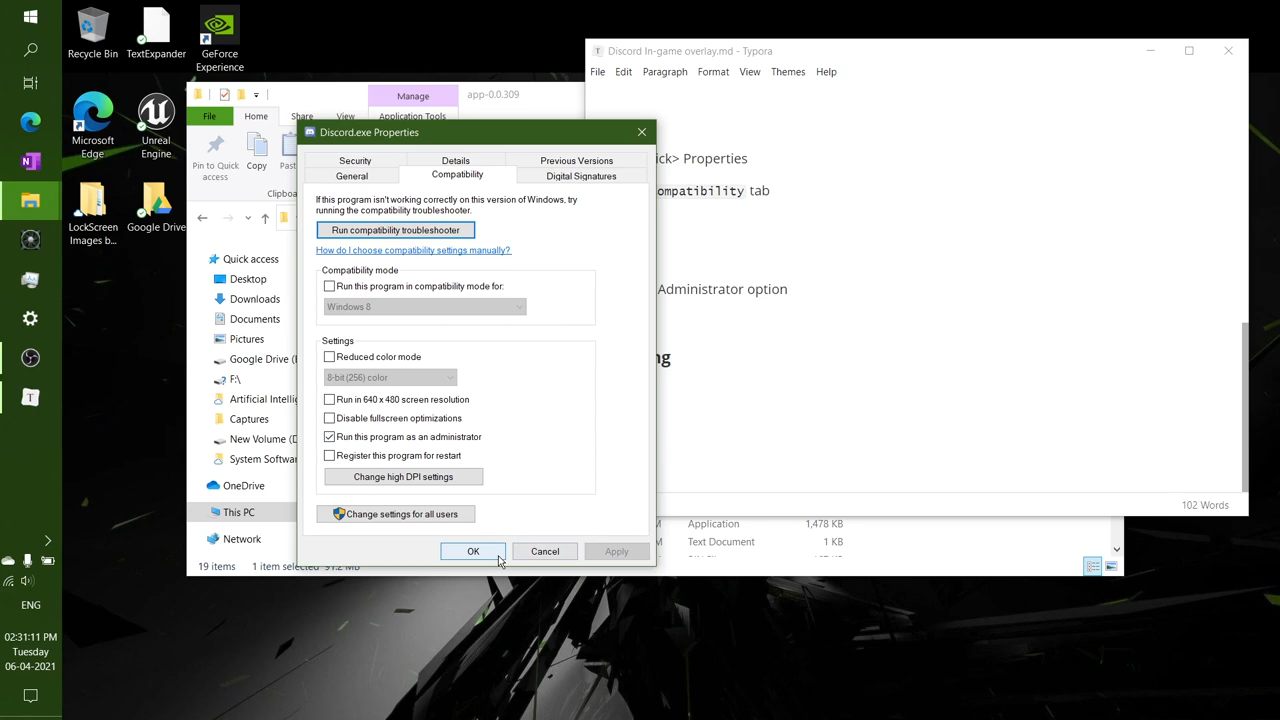 Recycle Bin
TextExpander
GeForce
Experience
Microsoft
Edge
Unreal
Engine
LockScreen
Images b...
Google Drive
Manage
app-0.0.309
File
Home
Share
View
Application Tools
Pin to Quick
access
Copy
Past
Clipboa
Quick access
Desktop
Downloads
Documents
Pictures
Google Drive (
F:\
Artificial Intellig
Captures
New Volume (D
System Softwar
OneDrive
This PC
Network
19 items
1 item selected 91.2 MB
Discord.exe Properties
Security
Details
Previous Versions
General
Compatibility
Digital Signatures
If this program isn't working correctly on this version of Windows, try
running the compatibility troubleshooter.
Run compatibility troubleshooter
How do I choose compatibility settings manually?
Compatibility mode
Run this program in compatibility mode for:
Windows 8
Settings
Reduced color mode
8-bit (256) color
Run in 640 x 480 screen resolution
Disable fullscreen optimizations
Run this program as an administrator
Register this program for restart
Change high DPI settings
Change settings for all users
OK
Cancel
Apply
T Discord In-game overlay.md - Typora
File Edit Paragraph Format View Themes Help
ick> Properties
ompatibility tab
Administrator option
ng
102 Words
Application
1,478 KB
Text Document
1 KB
ENG
02:31:11 PM
Tuesday
06-04-2021